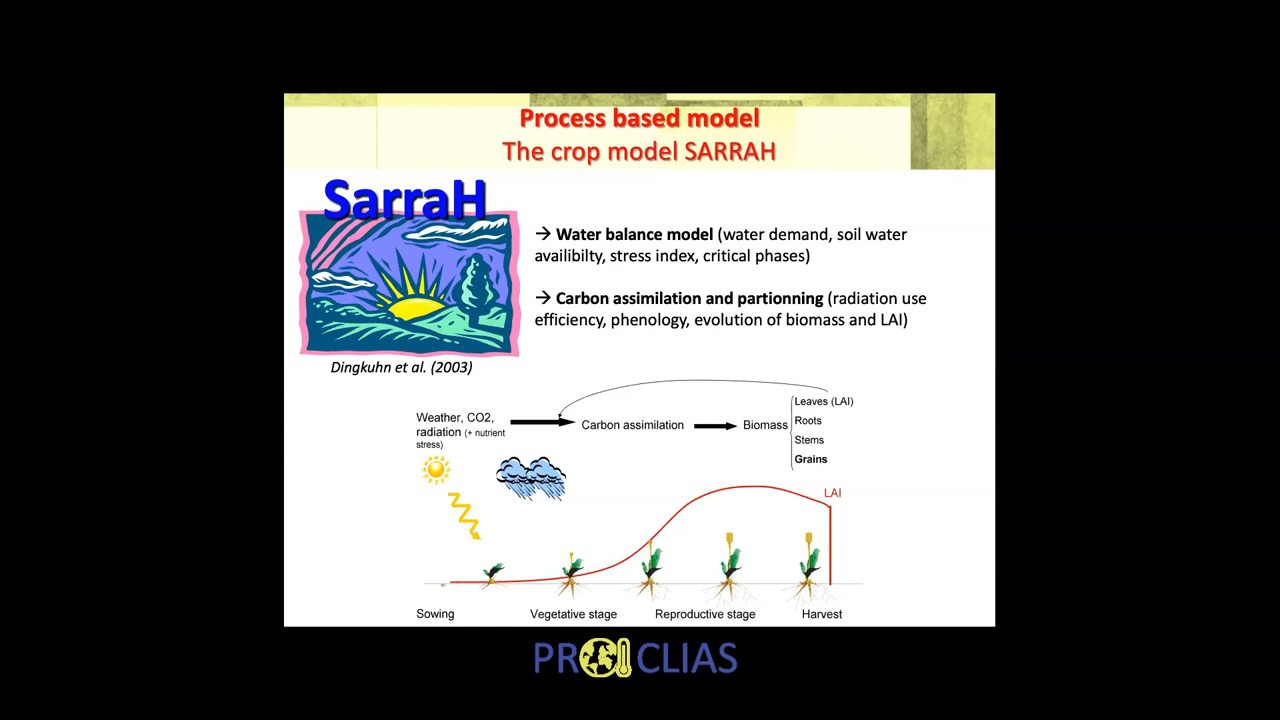 Process based model
The crop model SARRAH
SarraH
→ Water balance model (water demand, soil water
availibilty, stress index, critical phases)
→ Carbon assimilation and partionning (radiation use
efficiency, phenology, evolution of biomass and LAI)
Dingkuhn et al. (2003)
Weather, CO2,
radiation (+ nutrient
stress)
Carbon assimilation
Biomass
Leaves (LAI)
Roots
Stems
Grains
LAI
Sowing
Vegetative stage
Reproductive stage
Harvest
PROCLIAS